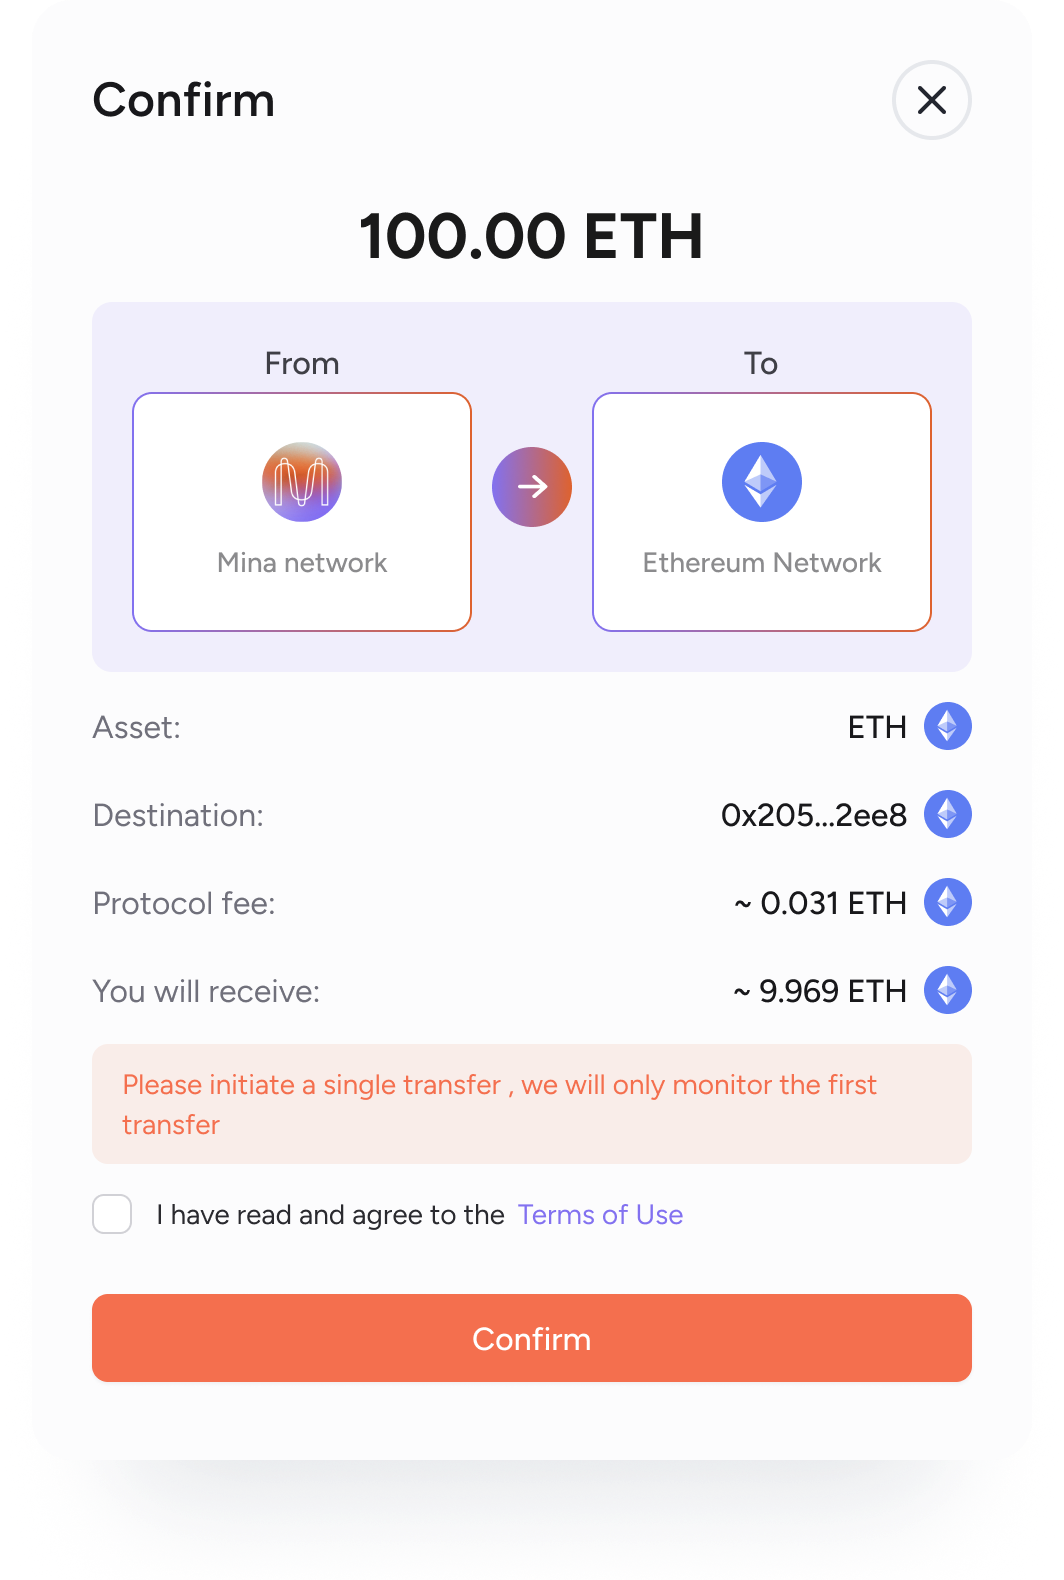 Confirm
100.00 ETH
From
To
Mina network
Ethereum Network
Asset:
ETH
Destination:
0x205...2ee8
Protocol fee:
~ 0.031 ETH
You will receive:
~ 9.969 ETH
Please initiate a single transfer , we will only monitor the first
transfer
I have read and agree to the Terms of Use
Confirm